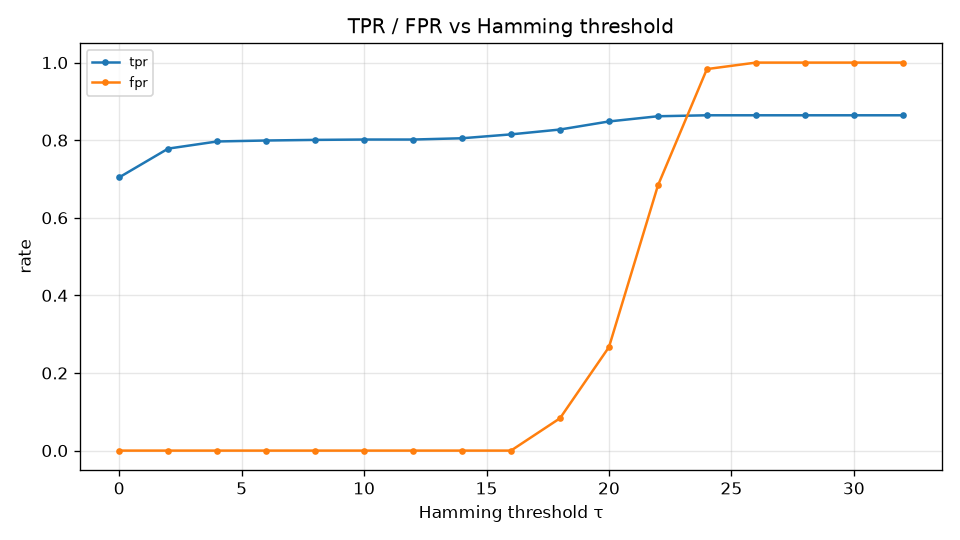 TPR / FPR vs Hamming threshold
tpr
fpr
1.0
0.8
0.6
0.4
0.2
0.0
rate
0 5 10 15 20 25 30
Hamming threshold τ